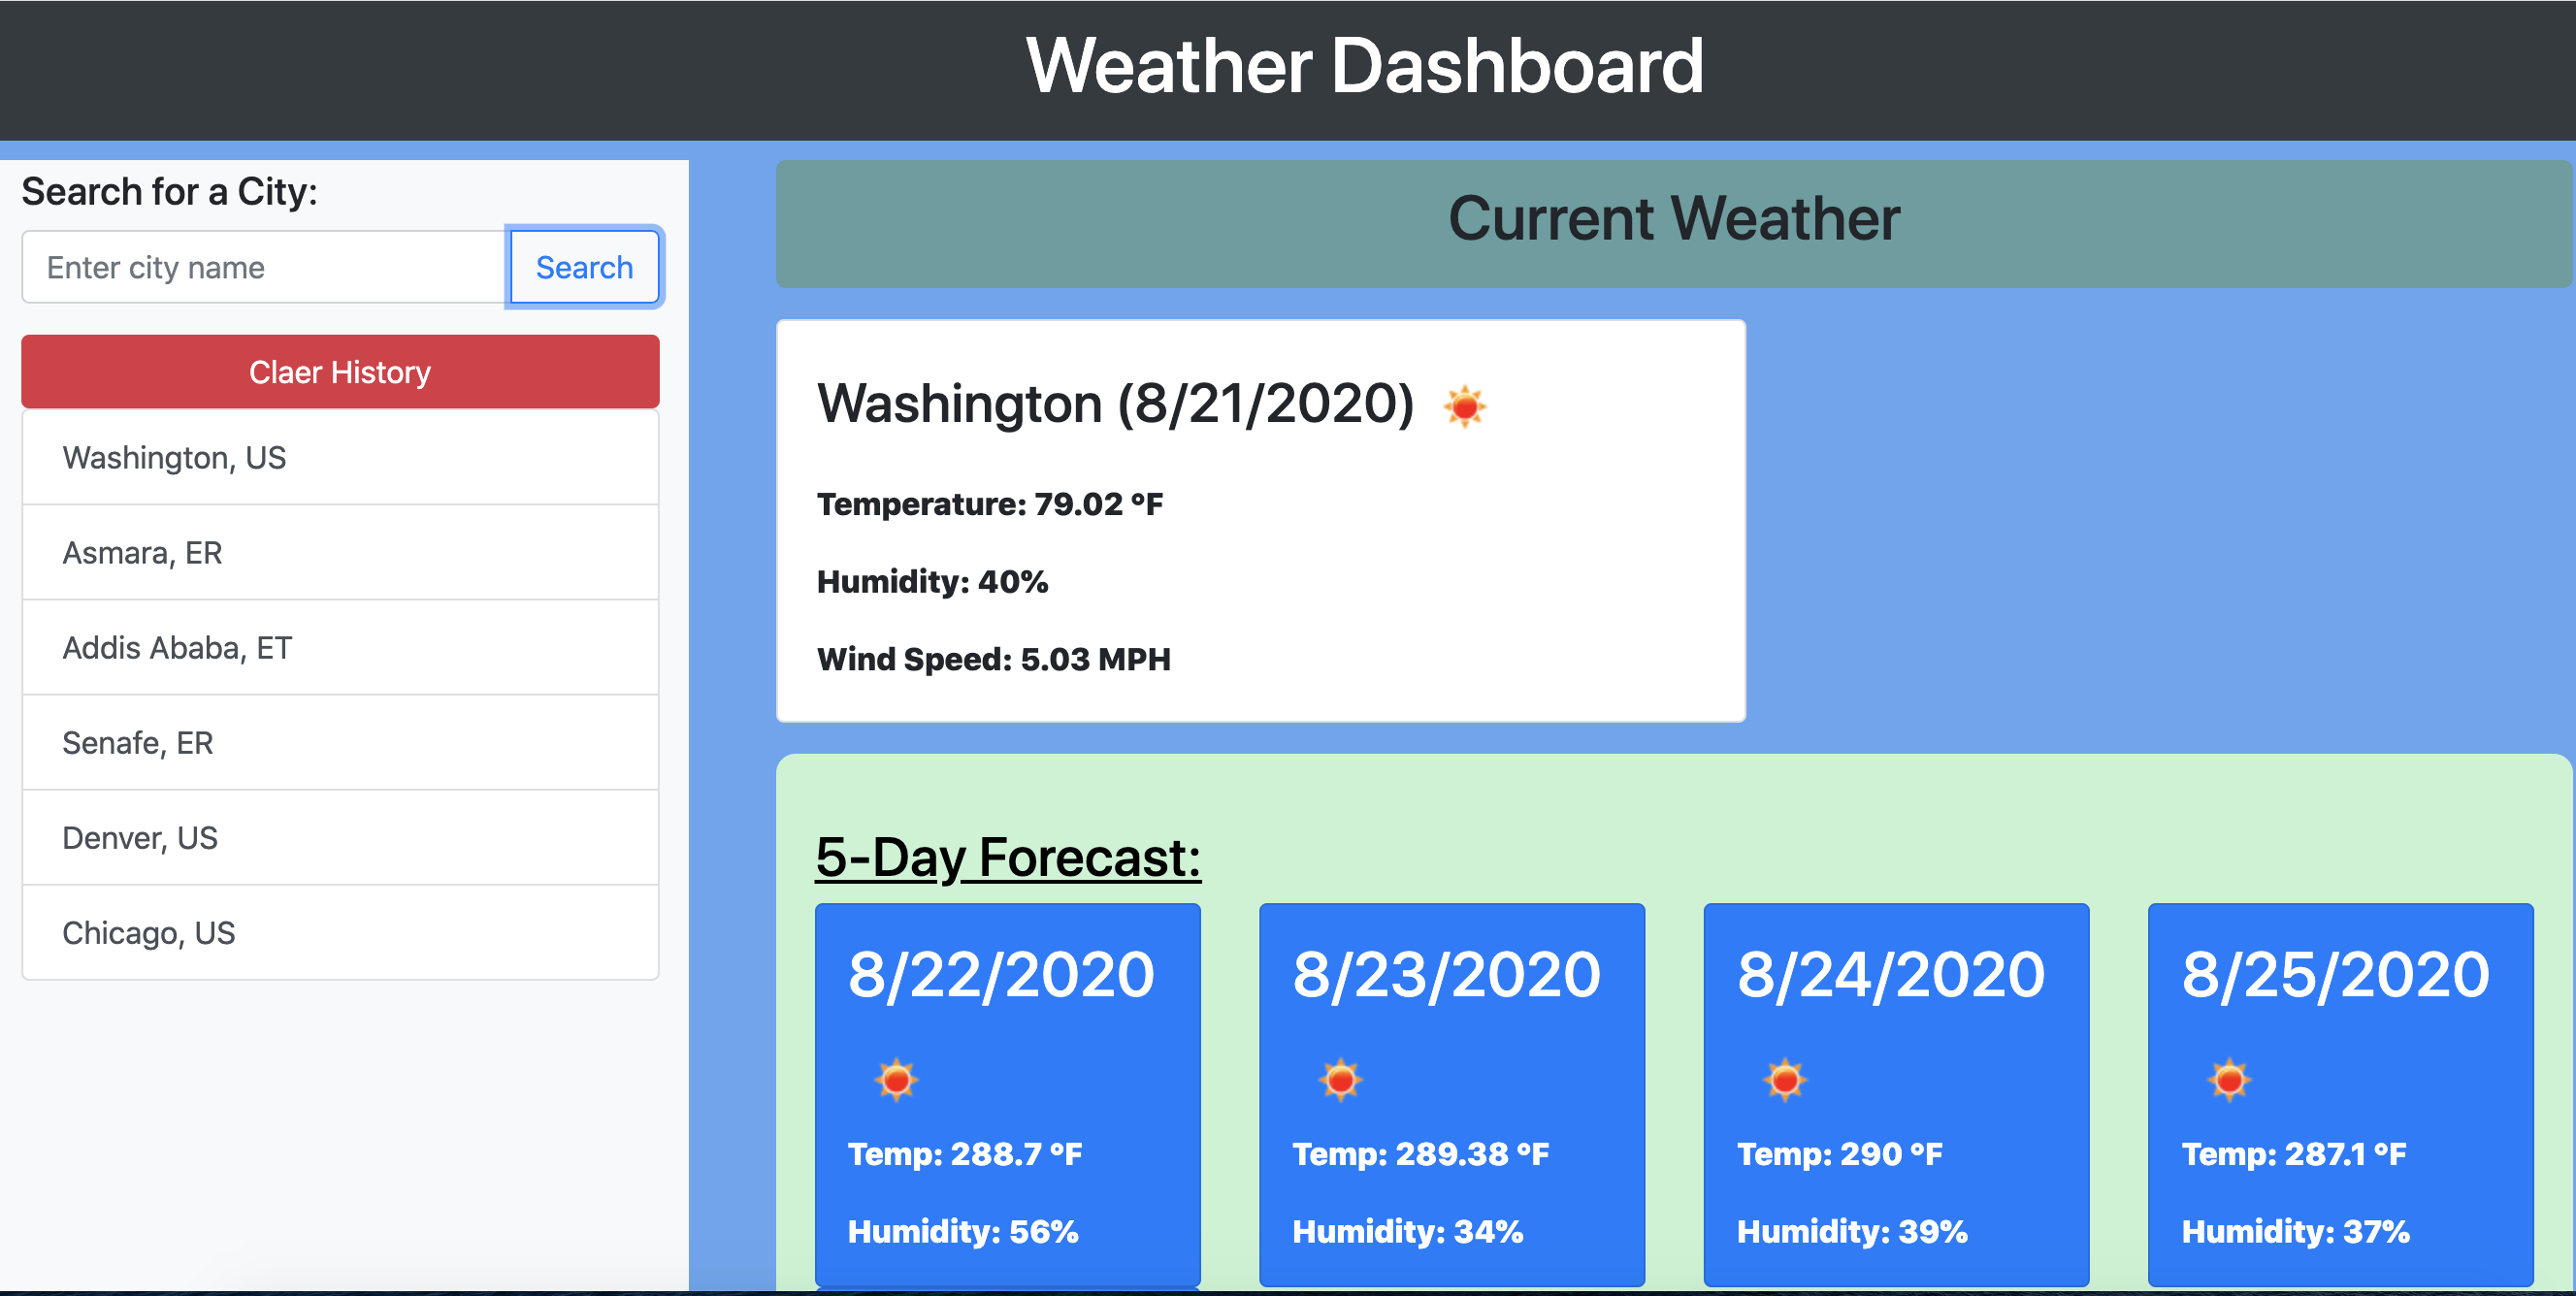 Weather Dashboard
Search for a City:
Enter city name
Search
Claer History
Washington, US
Asmara, ER
Addis Ababa, ET
Senafe, ER
Denver, US
Chicago, US
Current Weather
Washington (8/21/2020)
Temperature: 79.02 °F
Humidity: 40%
Wind Speed: 5.03 MPH
5-Day Forecast:
8/22/2020
Temp: 288.7 °F
Humidity: 56%
8/23/2020
Temp: 289.38 °F
Humidity: 34%
8/24/2020
Temp: 290 °F
Humidity: 39%
8/25/2020
Temp: 287.1 °F
Humidity: 37%